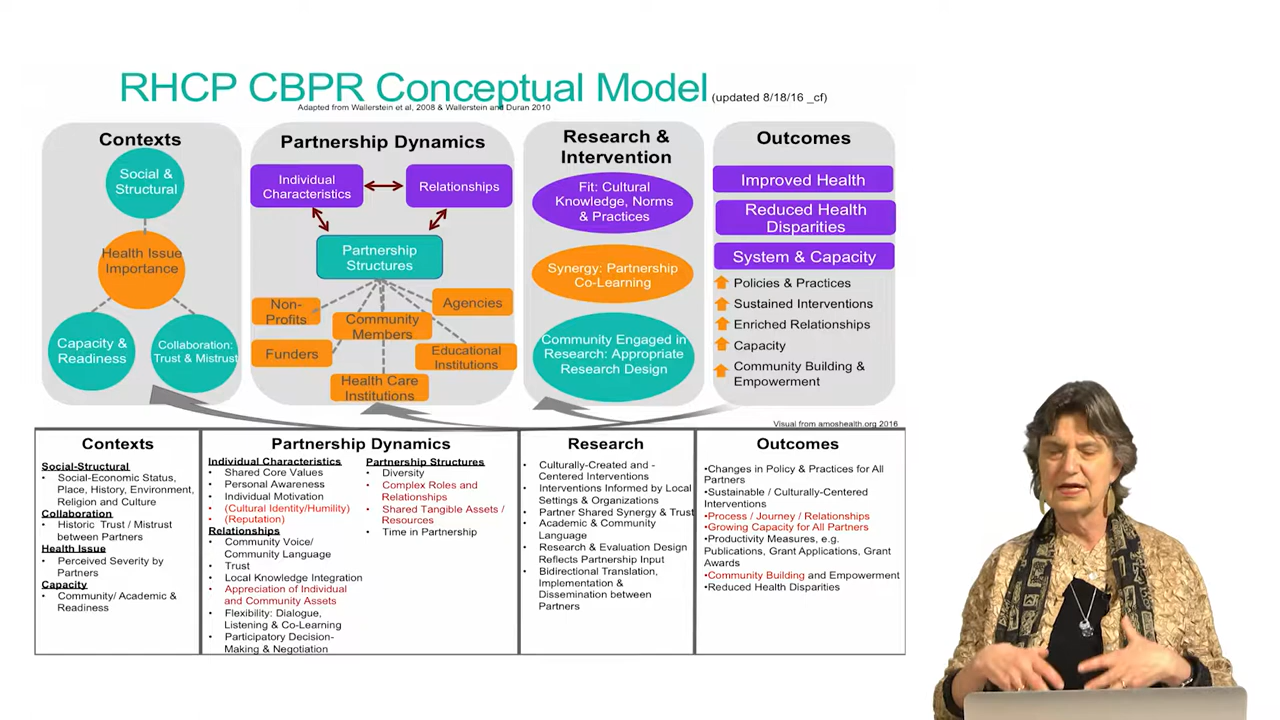 RHCP CBPR Conceptual Model (updated 8/18/16 _cf)
Adapted from Wallerstein et al, 2008 & Wallerstein and Duran 2010
Contexts
Social &
Structural
Health Issue
Importance
Capacity &
Readiness
Collaboration:
Trust & Mistrust
Partnership Dynamics
Individual
Characteristics
Relationships
Partnership
Structures
Non-
Profits
Agencies
Community
Members
Funders
Educational
Institutions
Health Care
Institutions
Research &
Intervention
Fit: Cultural
Knowledge, Norms
& Practices
Synergy: Partnership
Co-Learning
Community Engaged in
Research: Appropriate
Research Design
Outcomes
Improved Health
Reduced Health
Disparities
System & Capacity
Policies & Practices
Sustained Interventions
Enriched Relationships
Capacity
Community Building &
Empowerment
Visual from amoshealth.org 2016
Contexts
Social-Structural
• Social-Economic Status,
Place, History, Environment,
Religion and Culture
Collaboration
• Historic Trust / Mistrust
between Partners
Health Issue
• Perceived Severity by
Partners
Capacity
• Community/ Academic &
Readiness
Partnership Dynamics
Individual Characteristics
• Shared Core Values
• Personal Awareness
• Individual Motivation
• (Cultural Identity/Humility)
• (Reputation)
Relationships
• Community Voice/
Community Language
• Trust
• Local Knowledge Integration
• Appreciation of Individual
and Community Assets
• Flexibility: Dialogue,
Listening & Co-Learning
• Participatory Decision-
Making & Negotiation
Partnership Structures
• Diversity
• Complex Roles and
Relationships
• Shared Tangible Assets /
Resources
• Time in Partnership
Research
• Culturally-Created and -
Centered Interventions
• Interventions Informed by Local
Settings & Organizations
• Partner Shared Synergy & Trust
• Academic & Community
Language
• Research & Evaluation Design
Reflects Partnership Input
• Bidirectional Translation,
Implementation &
Dissemination between
Partners
Outcomes
•Changes in Policy & Practices for All
Partners
•Sustainable / Culturally-Centered
Interventions
•Process / Journey / Relationships
•Growing Capacity for All Partners
•Productivity Measures, e.g.
Publications, Grant Applications, Grant
Awards
•Community Building and Empowerment
•Reduced Health Disparities